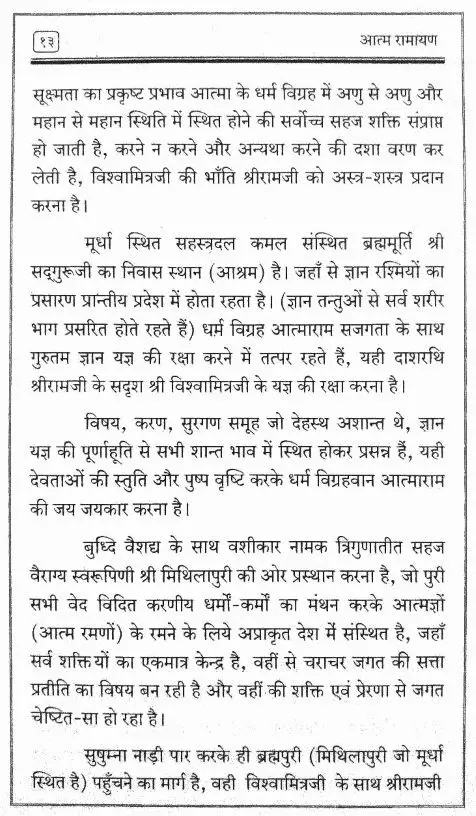 १३
आत्म रामायण
सूक्ष्मता का प्रकृष्ट प्रभाव आत्मा के धर्म विग्रह में अणु से अणु और
महान से महान स्थिति में स्थित होने की सर्वोच्च सहज शक्ति संप्राप्त
हो जाती है, करने न करने और अन्यथा करने की दशा वरण कर
लेती है, विश्वामित्रजी की भाँति श्रीरामजी को अस्त्र-शस्त्र प्रदान
करना है।
मूर्धा स्थित सहस्त्रदल कमल संस्थित ब्रह्ममूर्ति श्री
सद्‌गुरूजी का निवास स्थान (आश्रम) है। जहाँ से ज्ञान रश्मियों का
प्रसारण प्रान्तीय प्रदेश में होता रहता है। (ज्ञान तन्तुओं से सर्व शरीर
भाग प्रसरित होते रहते हैं) धर्म विग्रह आत्माराम सजगता के साथ
गुरुतम ज्ञान यज्ञ की रक्षा करने में तत्पर रहते हैं, यही दाशरथि
श्रीरामजी के सदृश श्री विश्वामित्रजी के यज्ञ की रक्षा करना है।
विषय, करण, सुरगण समूह जो देहस्थ अशान्त थे, ज्ञान
यज्ञ की पूर्णाहूति से सभी शान्त भाव में स्थित होकर प्रसन्न हैं, यही
देवताओं की स्तुति और पुष्प वृष्टि करके धर्म विग्रहवान आत्माराम
की जय जयकार करना है।
बुध्दि वैशद्य के साथ वशीकार नामक त्रिगुणातीत सहज
वैराग्य स्वरूपिणी श्री मिथिलापुरी की ओर प्रस्थान करना है, जो पुरी
सभी वेद विदित करणीय धर्मों-कर्मों का मंथन करके आत्मज्ञों
(आत्म रमणों) के रमने के लिये अप्राकृत देश में संस्थित है, जहाँ
सर्व शक्तियों का एकमात्र केन्द्र है, वहीं से चराचर जगत की सत्ता
प्रतीति का विषय बन रही है और वहीं की शक्ति एवं प्रेरणा से जगत
चेष्टित-सा हो रहा है।
सुषुम्ना नाड़ी पार करके ही ब्रह्मपुरी (मिथिलापुरी जो मूर्धा
स्थित है) पहुँचने का मार्ग है, वही विश्वामित्रजी के साथ श्रीरामजी